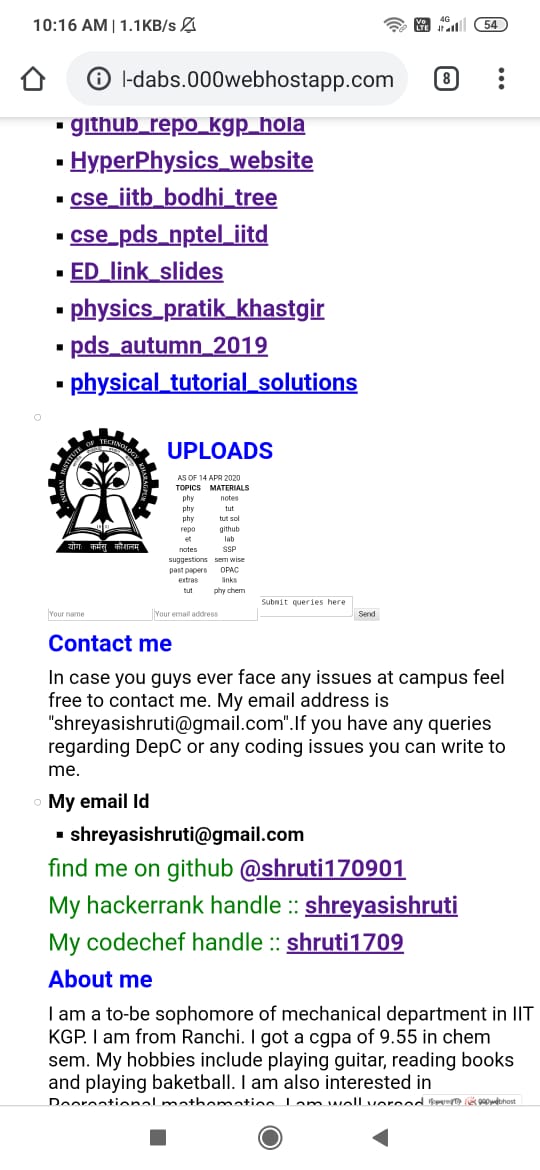 10:16 AM | 1.1KB/s
Vo LTE
4G
54
l-dabs.000webhostapp.com
8
github_repo_kgp_hola
HyperPhysics_website
cse_iitb_bodhi_tree
cse_pds_nptel_iitd
ED_link_slides
physics_pratik_khastgir
pds_autumn_2019
physical_tutorial_solutions
INDIAN INSTITUTE OF TECHNOLOGY KHARAGPUR
योगः कर्मसु कौशलम्
UPLOADS
AS OF 14 APR 2020
TOPICS MATERIALS
phy notes
phy tut
phy tut sol
repo github
et lab
notes SSP
suggestions sem wise
past papers OPAC
extras links
tut phy chem
Submit queries here
Your name
Your email address
Send
Contact me
In case you guys ever face any issues at campus feel
free to contact me. My email address is
"shreyasishruti@gmail.com".If you have any queries
regarding DepC or any coding issues you can write to
me.
My email Id
shreyasishruti@gmail.com
find me on github @shruti170901
My hackerrank handle :: shreyasishruti
My codechef handle :: shruti1709
About me
I am a to-be sophomore of mechanical department in IIT
KGP. I am from Ranchi. I got a cgpa of 9.55 in chem
sem. My hobbies include playing guitar, reading books
and playing baketball. I am also interested in
Recreational mathematics. I am well versed
Powered by 000webhost